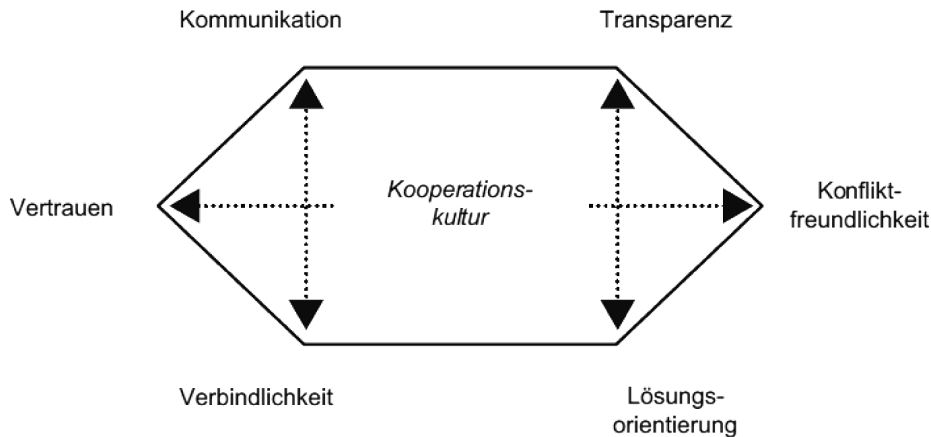 Kommunikation
Transparenz
Vertrauen
Kooperations-
kultur
Konflikt-
freundlichkeit
Verbindlichkeit
Lösungs-
orientierung